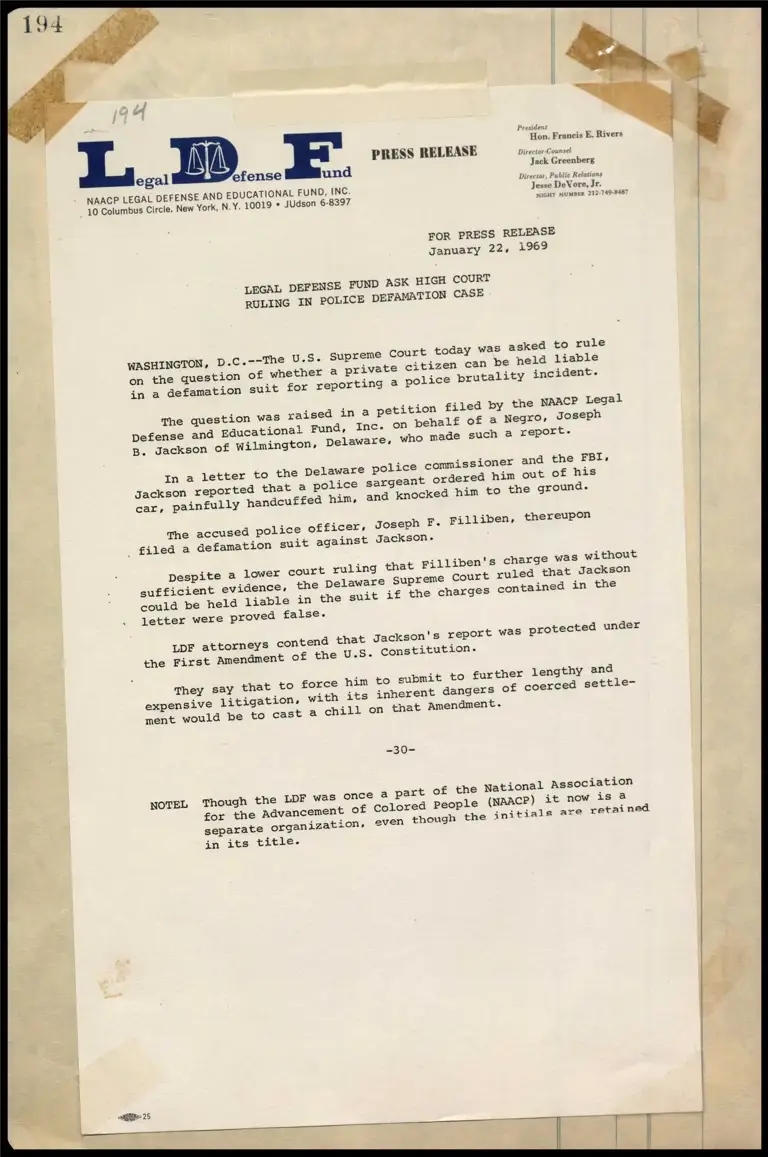 194
194
Legal Defense Fund
PRESS RELEASE
NAACP LEGAL DEFENSE AND EDUCATIONAL FUND, INC.
10 Columbus Circle, New York, N.Y. 10019 • JUdson 6-8397
President
Hon. Francis E. Rivers
Director-Counsel
Jack Greenberg
Director, Public Relations
Jesse DeVore, Jr.
NIGHT NUMBER 212-749-8487
FOR PRESS RELEASE
January 22, 1969
LEGAL DEFENSE FUND ASK HIGH COURT
RULING IN POLICE DEFAMATION CASE
WASHINGTON, D.C.--The U.S. Supreme Court today was asked to rule
on the question of whether a private citizen can be held liable
in a defamation suit for reporting a police brutality incident.
The question was raised in a petition filed by the NAACP Legal
Defense and Educational Fund, Inc. on behalf of a Negro, Joseph
B. Jackson of Wilmington, Delaware, who made such a report.
In a letter to the Delaware police commissioner and the FBI,
Jackson reported that a police sargeant ordered him out of his
car, painfully handcuffed him, and knocked him to the ground.
The accused police officer, Joseph F. Filliben, thereupon
filed a defamation suit against Jackson.
Despite a lower court ruling that Filliben's charge was without
sufficient evidence, the Delaware Supreme Court ruled that Jackson
could be held liable in the suit if the charges contained in the
letter were proved false.
LDF attorneys contend that Jackson's report was protected under
the First Amendment of the U.S. Constitution.
They say that to force him to submit to further lengthy and
expensive litigation, with its inherent dangers of coerced settle-
ment would be to cast a chill on that Amendment.
-30-
NOTEL Though the LDF was once a part of the National Association
for the Advancement of Colored People (NAACP) it now is a
separate organization, even though the initials are retained
in its title.
25